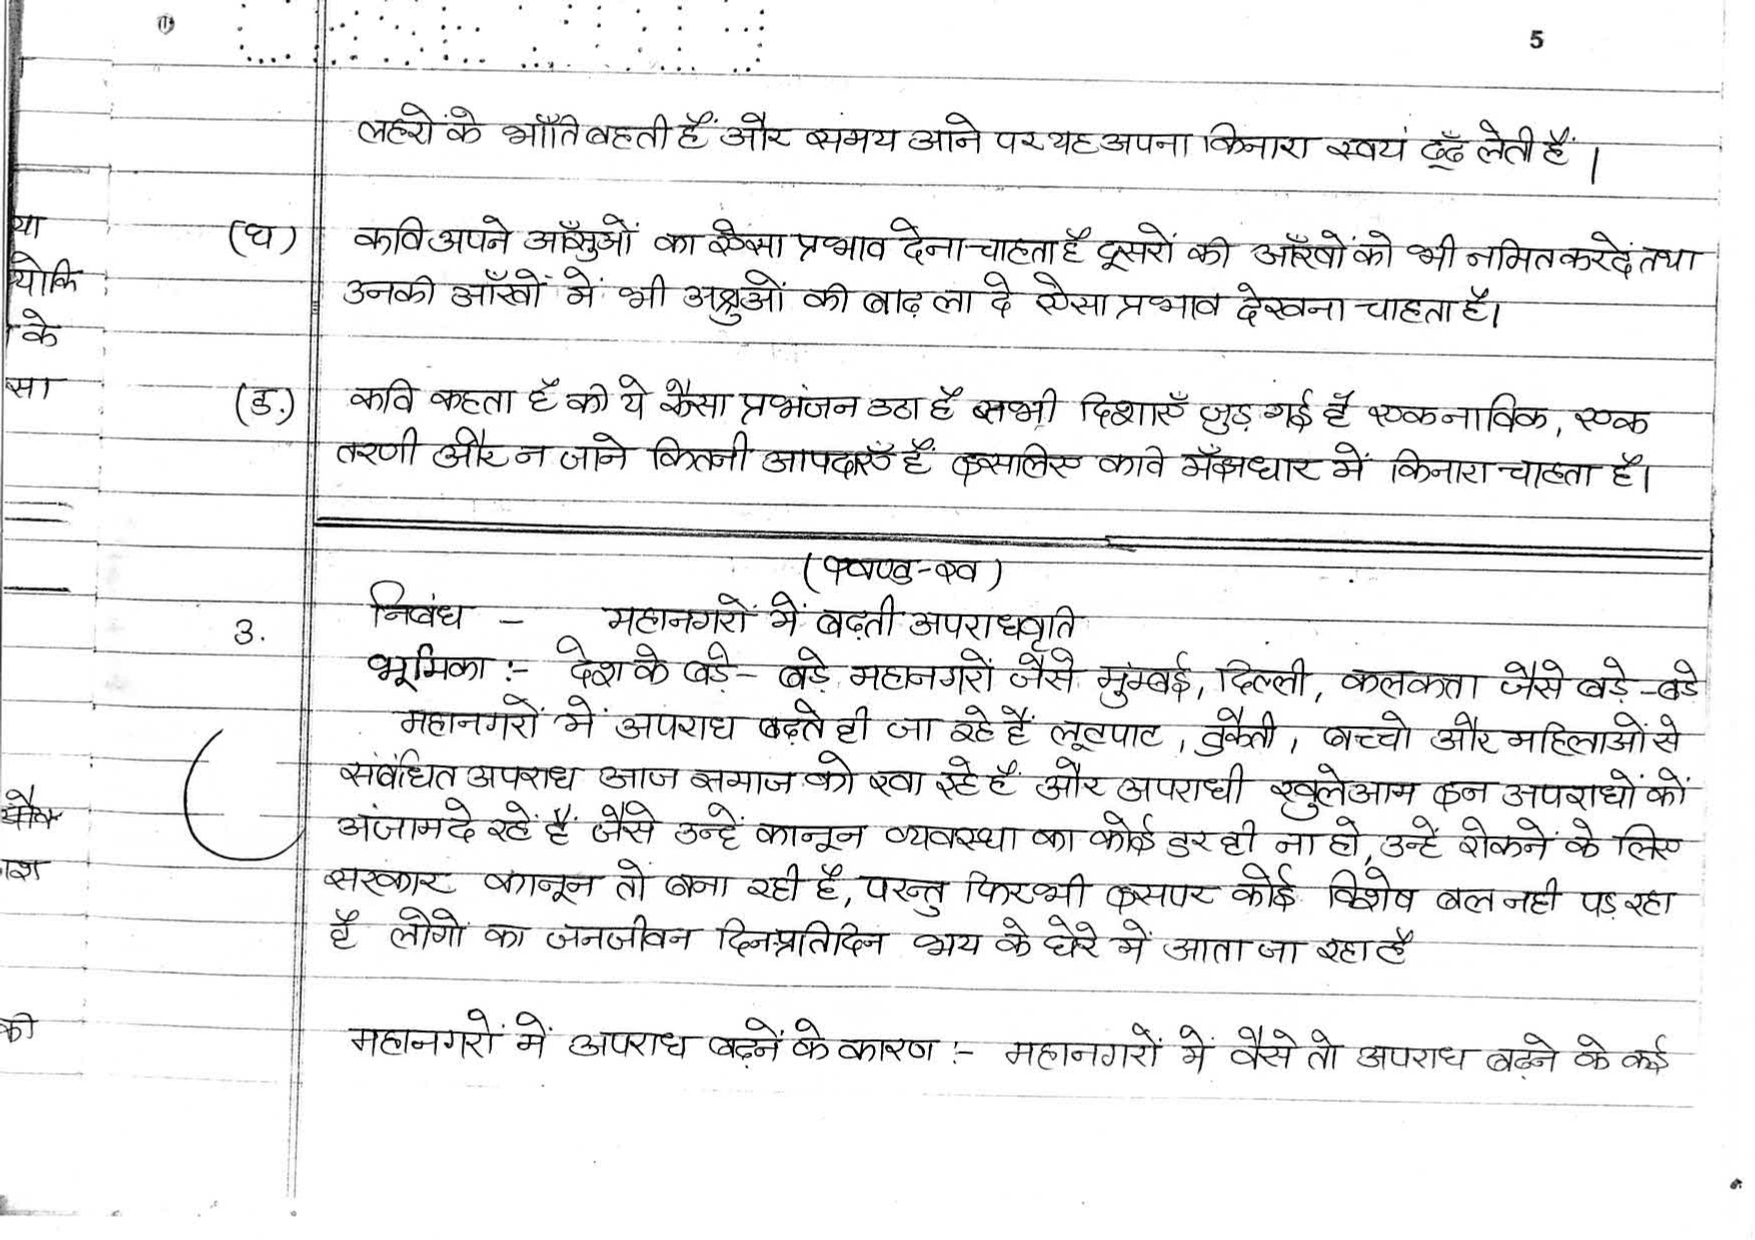 5
लहरों के भाँति बहती हैं और समय आने पर यह अपना किनारा स्वयं ढूँढ लेती हैं ।
(घ) कवि अपने आँसुओं का ऐसा प्रभाव देना चाहता है दूसरों की आँखों को भी नमित कर दें तथा
उनकी आँखों में भी अश्रुओं की बाढ़ ला दे ऐसा प्रभाव देखना चाहता है।
(ड.) कवि कहता है की ये कैसा प्रभंजन उठा है सभी दिशाएँ जुड़ गई हैं एक नाविक, एक
तरणी और न जाने कितनी आपदाएँ हैं इसलिए कवि मँझधार में किनारा चाहता है।
(खण्ड-ख)
3. निबंध - महानगरों में बढ़ती अपराधवृति
भूमिका :- देश के बड़े- बड़े महानगरों जैसे मुंम्बई, दिल्ली, कलकत्ता जैसे बड़े-बडे
महानगरों में अपराध बढ़ते ही जा रहे हैं लूटपाट, डकैती, बच्चो और महिलाओं से
संबंधित अपराध आज समाज को खा रहे हैं और अपराधी खुलेआम इन अपराधों कों
अंजाम दे रहें हैं जैसे उन्हें कानून व्यवस्था का कोई डर ही ना हो, उन्हें रोकनें के लिए
सरकार कानून तो बना रही है, परन्तु फिरभी इसपर कोई विशेष बल नही पड़ रहा
है लोगों का जनजीवन दिनप्रतिदिन भय के घेरे में आता जा रहा है
महानगरों में अपराध बढ़नें के कारण :- महानगरों में वैसे तो अपराध बढ़ने के कई
या
योकि
के
सा
की